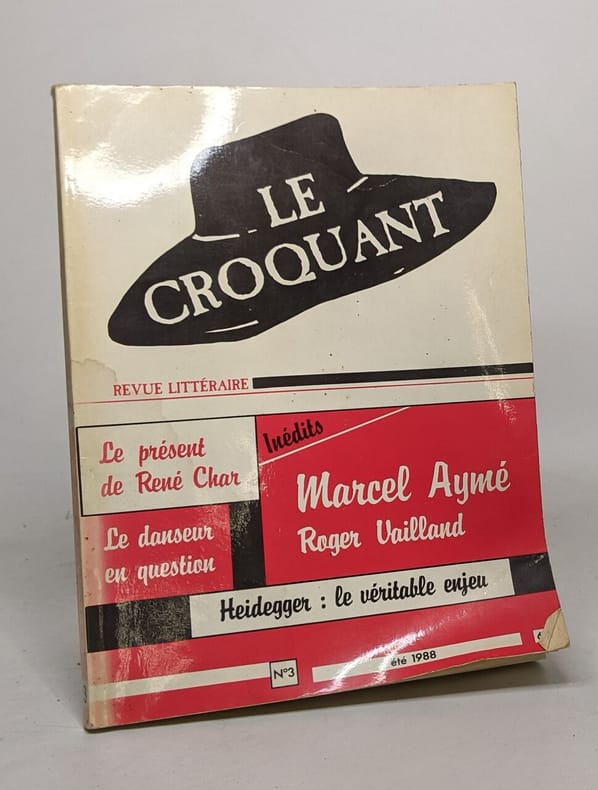 LE
CROQUANT
REVUE LITTÉRAIRE
Le présent
de René Char
Inédits
Marcel Aymé
Roger Vailland
Le danseur
en question
Heidegger : le véritable enjeu
N°3
été 1988